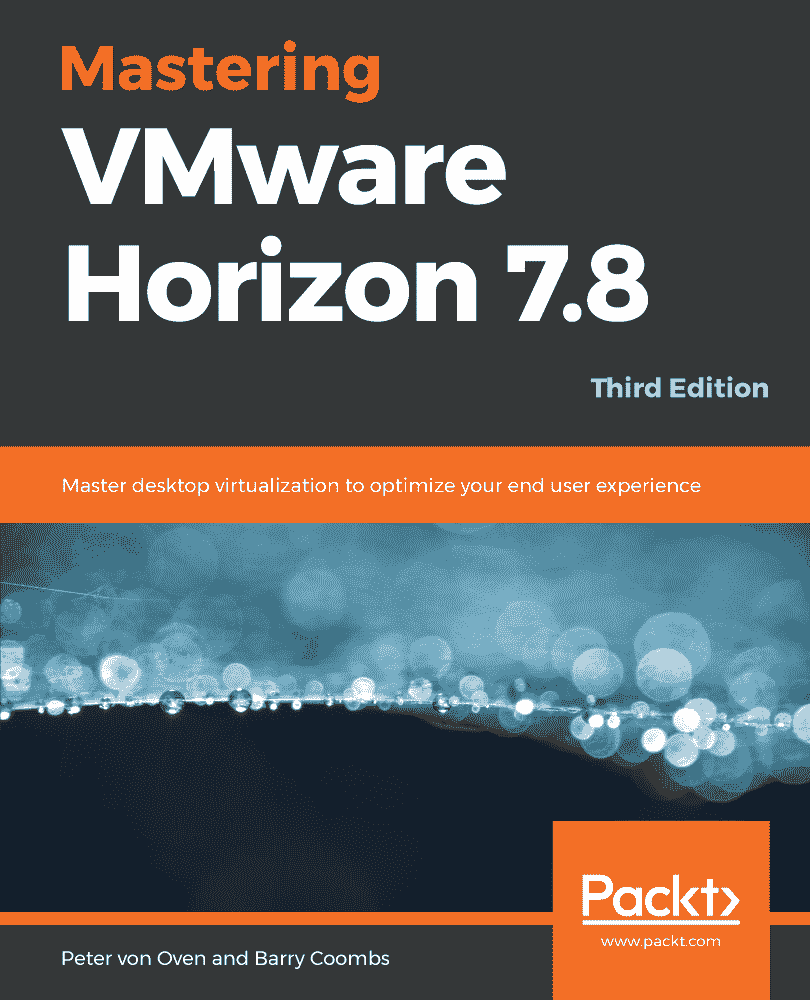 Mastering
VMware
Horizon 7.8
Third Edition
Master desktop virtualization to optimize your end user experience
Packt>
www.packt.com
Peter von Oven and Barry Coombs